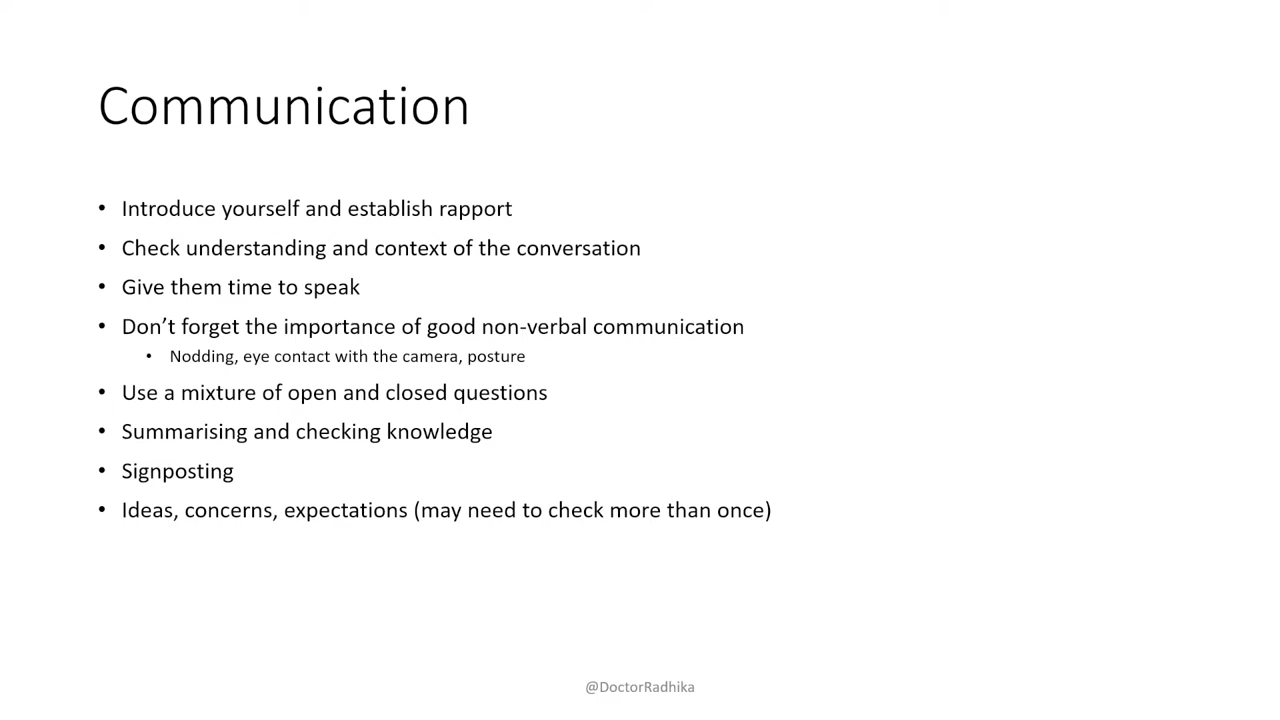 Communication
• Introduce yourself and establish rapport
• Check understanding and context of the conversation
• Give them time to speak
• Don’t forget the importance of good non-verbal communication
• Nodding, eye contact with the camera, posture
• Use a mixture of open and closed questions
• Summarising and checking knowledge
• Signposting
• Ideas, concerns, expectations (may need to check more than once)
@DoctorRadhika